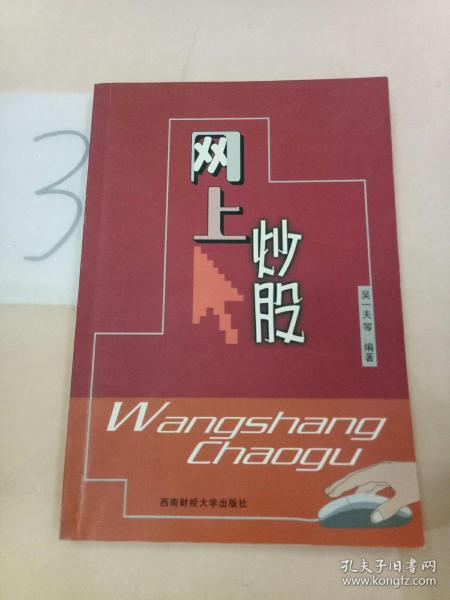 3
网上
炒股
吴一夫等 编著
Wangshang
Chaogu
西南财经大学出版社
孔夫子旧书网
www.kongfz.com